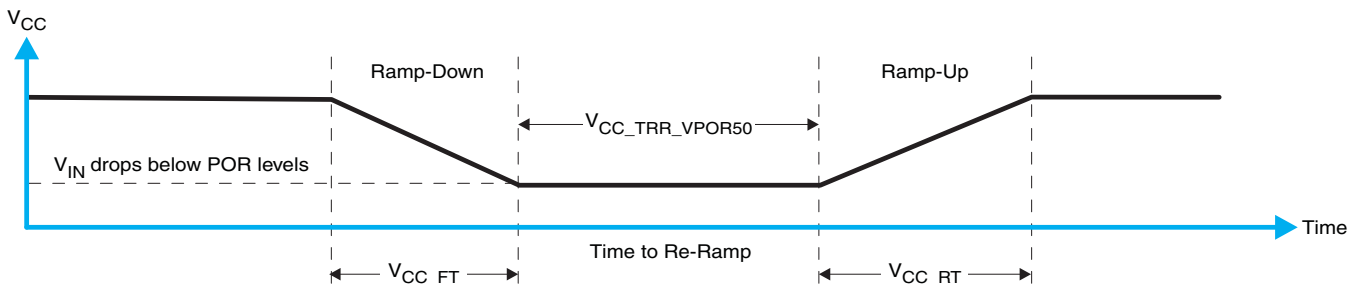 VCC
Ramp-Down
Ramp-Up
VCC_TRR_VPOR50
VIN drops below POR levels
Time
Time to Re-Ramp
VCC_FT
VCC_RT